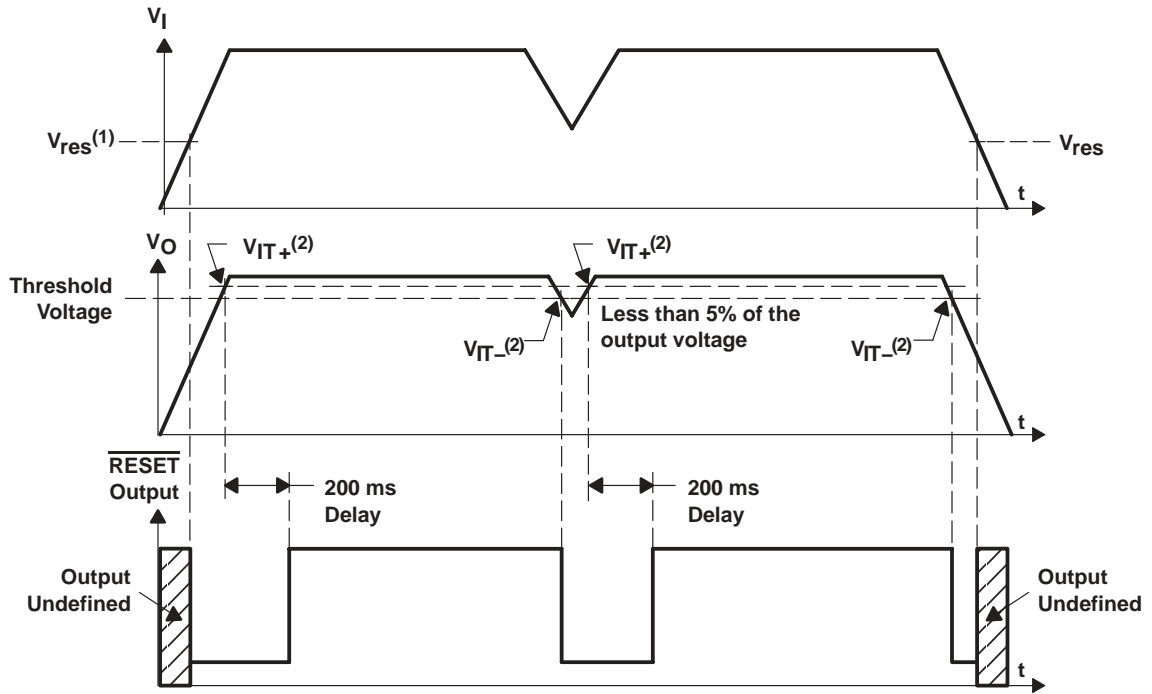 VI
Vres(1)
Vres
t
VO
VIT+(2)
VIT+(2)
Threshold
Voltage
Less than 5% of the
output voltage
VIT–(2)
VIT–(2)
t
RESET
Output
200 ms
Delay
200 ms
Delay
Output
Undefined
Output
Undefined
t